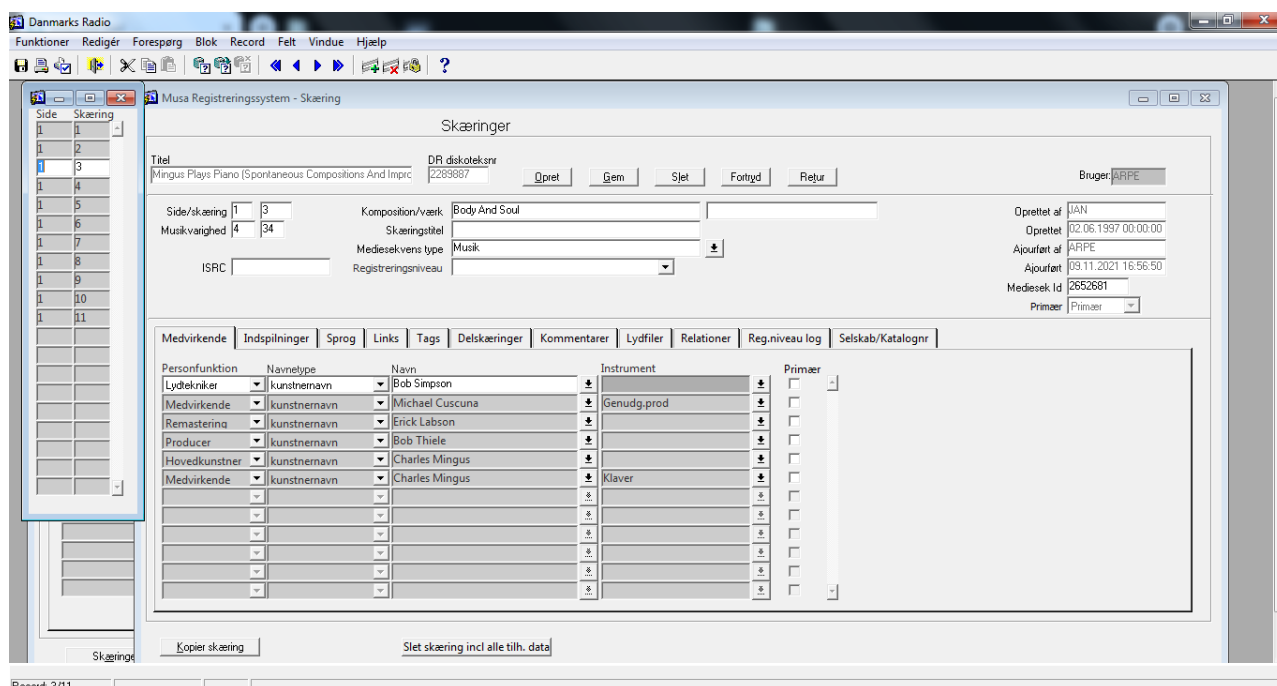 Danmarks Radio
Funktioner Redigér Forespørg Blok Record Felt Vindue Hjælp
Musa Registreringssystem - Skæring
Side Skæring
1 1
1 2
1 3
1 4
1 5
1 6
1 7
1 8
1 9
1 10
1 11
Skæringer
Titel DR diskoteksnr
Mingus Plays Piano (Spontaneous Compositions And Impro 2289887 Opret Gem Slet Fortryd Retur Bruger: ARPE
Side/skæring 1 3 Komposition/værk Body And Soul Oprettet af JAN
Musikvarighed 4 34 Skæringstitel Oprettet 02.06.1997 00:00:00
Mediesekvens type Musik Ajourført af ARPE
ISRC Registreringsniveau Ajourført 09.11.2021 16:56:50
Mediesek Id 2652681
Primær Primær
Medvirkende Indspilninger Sprog Links Tags Delskæringer Kommentarer Lydfiler Relationer Reg.niveau log Selskab/Katalognr
Personfunktion Navnetype Navn Instrument Primær
Lydtekniker kunstnernavn Bob Simpson
Medvirkende kunstnernavn Michael Cuscuna Genudg.prod
Remastering kunstnernavn Erick Labson
Producer kunstnernavn Bob Thiele
Hovedkunstner kunstnernavn Charles Mingus
Medvirkende kunstnernavn Charles Mingus Klaver
Kopier skæring Slet skæring incl alle tilh. data
Skæringe
Record: 3/11